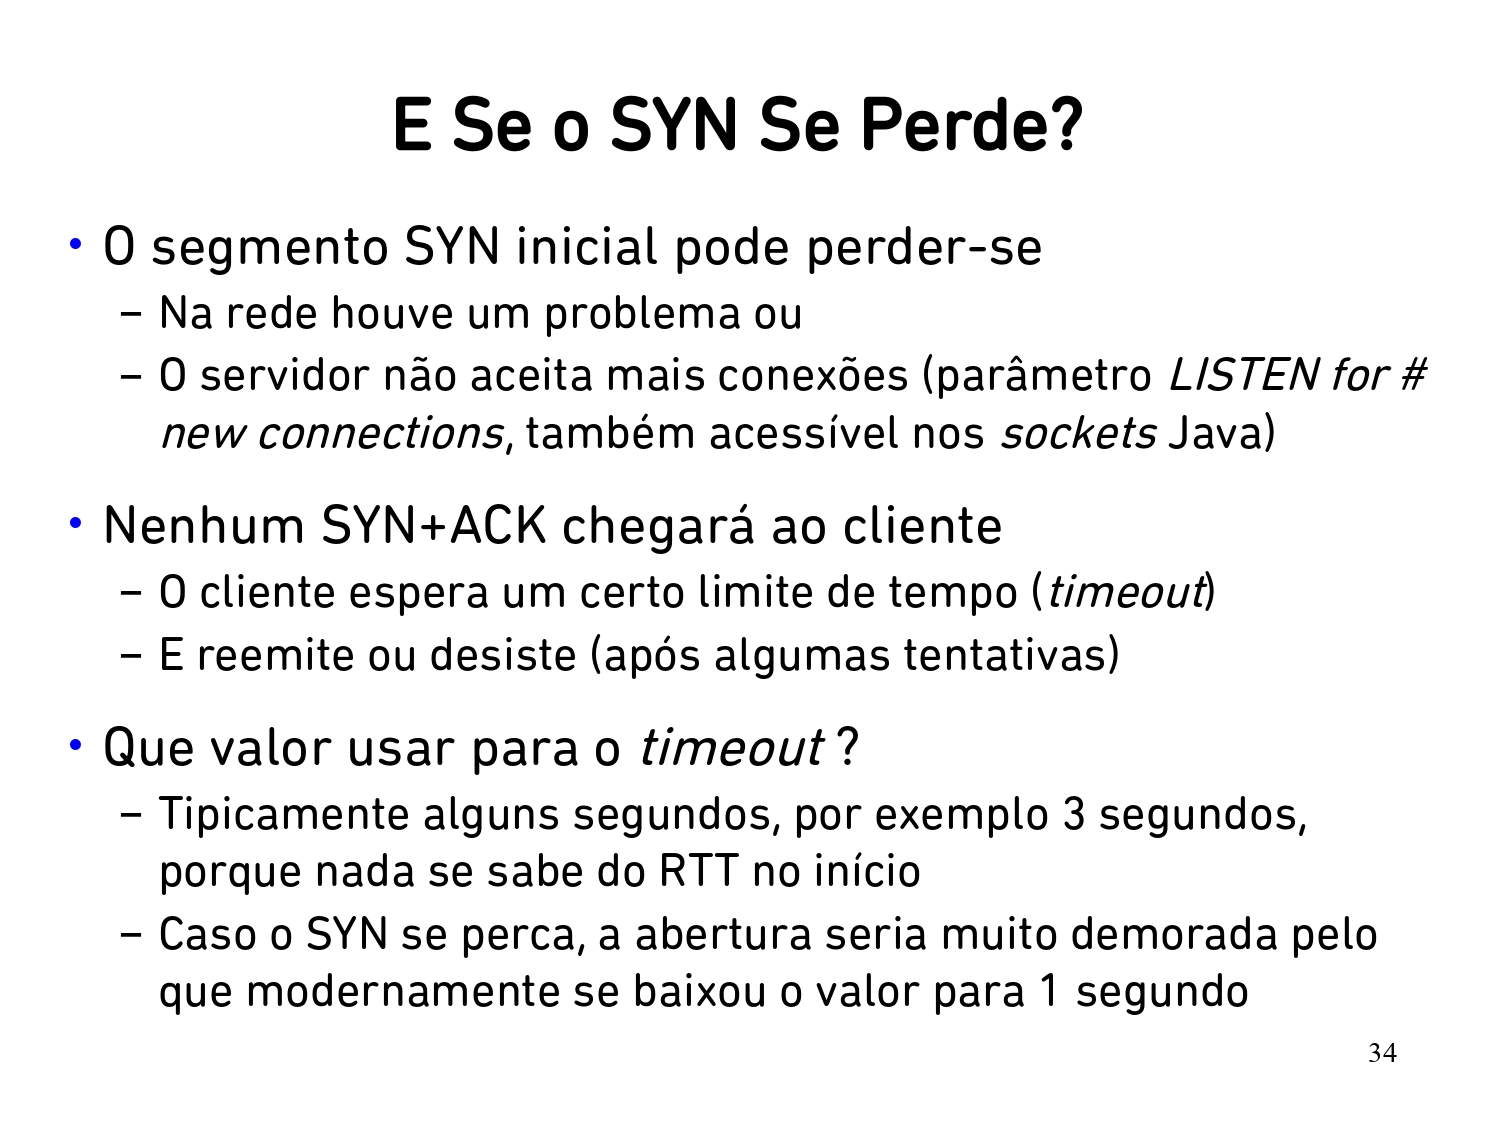 E Se o SYN Se Perde?
• O segmento SYN inicial pode perder-se
– Na rede houve um problema ou
– O servidor não aceita mais conexões (parâmetro LISTEN for #
new connections, também acessível nos sockets Java)
• Nenhum SYN+ACK chegará ao cliente
– O cliente espera um certo limite de tempo (timeout)
– E reemite ou desiste (após algumas tentativas)
• Que valor usar para o timeout ?
– Tipicamente alguns segundos, por exemplo 3 segundos,
porque nada se sabe do RTT no início
– Caso o SYN se perca, a abertura seria muito demorada pelo
que modernamente se baixou o valor para 1 segundo
34